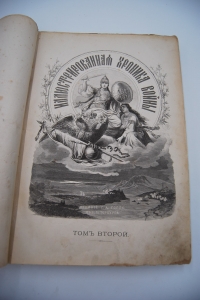 ИЛЛЮСТРИРОВАННАЯ ХРОНИКА ВОЙНЫ
ТОМЪ ВТОРОЙ.